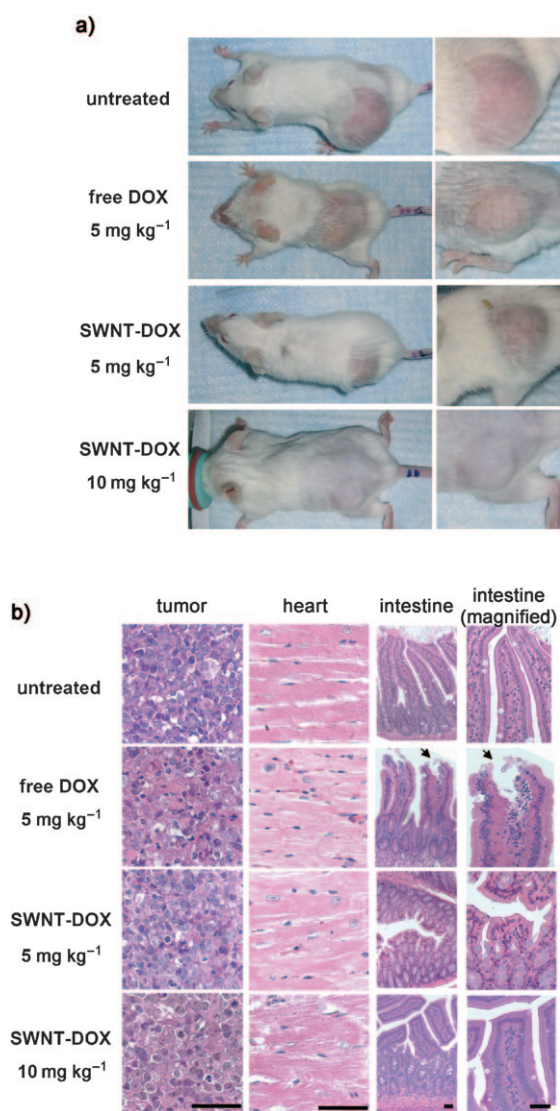 a)
untreated
free DOX
5 mg kg⁻¹
SWNT-DOX
5 mg kg⁻¹
SWNT-DOX
10 mg kg⁻¹
b)
tumor heart intestine intestine
(magnified)
untreated
free DOX
5 mg kg⁻¹
SWNT-DOX
5 mg kg⁻¹
SWNT-DOX
10 mg kg⁻¹